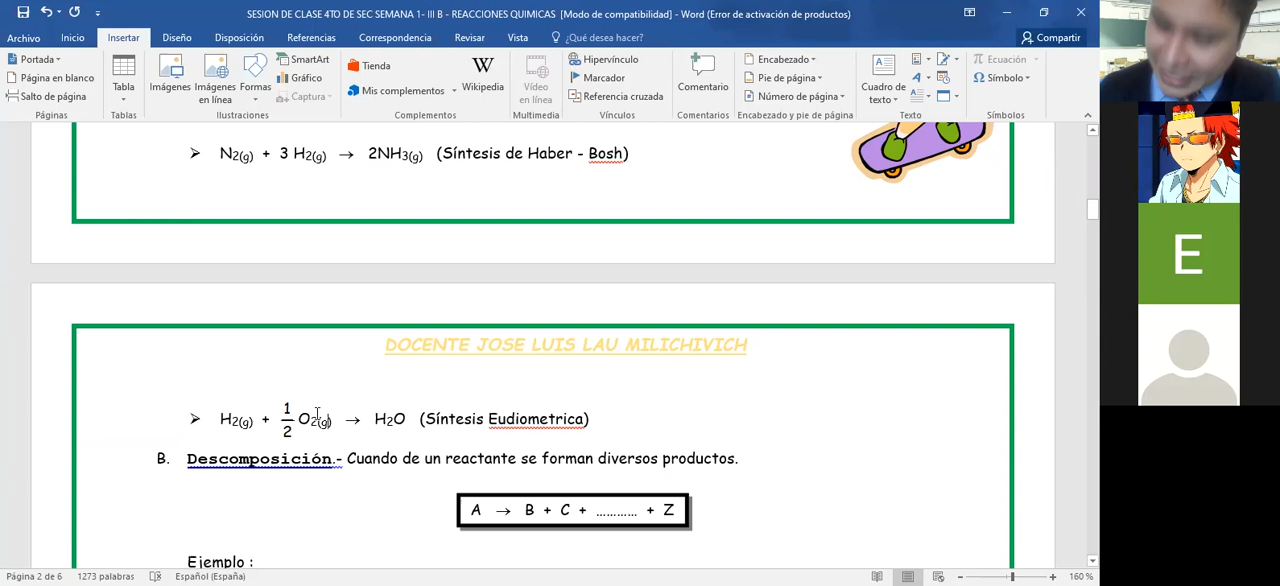 SESION DE CLASE 4TO DE SEC SEMANA 1- III B - REACCIONES QUIMICAS [Modo de compatibilidad] - Word (Error de activación de productos)
Archivo Inicio Insertar Diseño Disposición Referencias Correspondencia Revisar Vista ¿Qué desea hacer? Compartir
Portada
Página en blanco
Salto de página
Páginas
Tabla
Tablas
Imágenes
Imágenes en línea
Formas
SmartArt
Gráfico
Captura
Ilustraciones
Tienda
Mis complementos
W
Wikipedia
Complementos
Vídeo en línea
Multimedia
Hipervínculo
Marcador
Referencia cruzada
Vínculos
Comentario
Comentarios
Encabezado
Pie de página
Número de página
Encabezado y pie de página
Cuadro de texto
Texto
π Ecuación
Ω Símbolo
Símbolos
➢ N2(g) + 3 H2(g) → 2NH3(g) (Síntesis de Haber - Bosh)
DOCENTE JOSE LUIS LAU MILICHIVICH
➢ H2(g) + 1/2 O2(g) → H2O (Síntesis Eudiometrica)
B. Descomposición.- Cuando de un reactante se forman diversos productos.
A → B + C + ………… + Z
Ejemplo :
Página 2 de 6 1273 palabras Español (España) 160 %
E